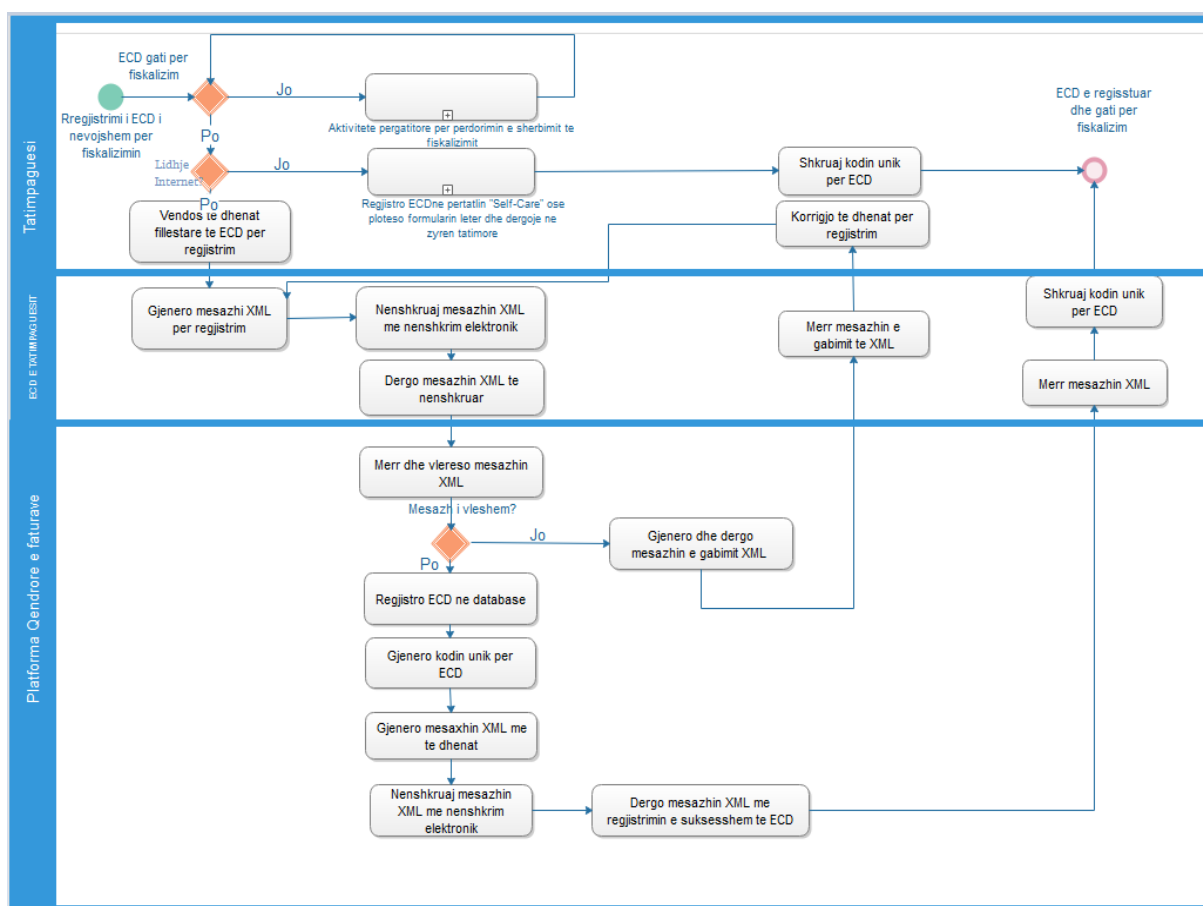 Tatimpaguesi
ECD gati per
fiskalizim
Rregjistrimi i ECD i
nevojshem per
fiskalizimin
Jo
Aktivitete pergatitore per perdorimin e sherbimit te
fiskalizimit
Po
Lidhje
Internet?
Jo
Regjistro ECDne pertatlin "Self-Care" ose
ploteso formularin leter dhe dergoje ne
zyren tatimore
Shkruaj kodin unik
per ECD
ECD e regisstuar
dhe gati per
fiskalizim
Po
Vendos te dhenat
fillestare te ECD per
regjistrim
Korrigjo te dhenat per
regjistrim
ECD E TATIMPAGUESIT
Gjenero mesazhi XML
per regjistrim
Nenshkruaj mesazhin XML
me nenshkrim elektronik
Dergo mesazhin XML te
nenshkruar
Merr mesazhin e
gabimit te XML
Shkruaj kodin unik
per ECD
Merr mesazhin XML
Platforma Qendrore e faturave
Merr dhe vlereso mesazhin
XML
Mesazh i vleshem?
Jo
Gjenero dhe dergo
mesazhin e gabimit XML
Po
Regjistro ECD ne database
Gjenero kodin unik per
ECD
Gjenero mesaxhin XML me
te dhenat
Nenshkruaj mesazhin
XML me nenshkrim
elektronik
Dergo mesazhin XML me
regjistrimin e suksesshem te ECD